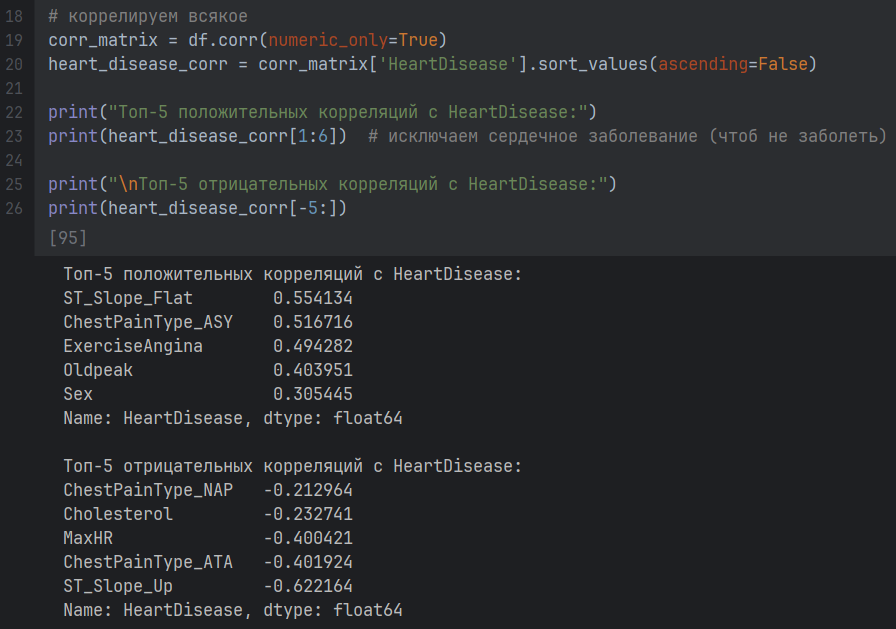 18 # коррелируем всякое
19 corr_matrix = df.corr(numeric_only=True)
20 heart_disease_corr = corr_matrix['HeartDisease'].sort_values(ascending=False)
21
22 print("Топ-5 положительных корреляций с HeartDisease:")
23 print(heart_disease_corr[1:6])  # исключаем сердечное заболевание (чтоб не заболеть)
24
25 print("\nТоп-5 отрицательных корреляций с HeartDisease:")
26 print(heart_disease_corr[-5:])
[95]
Топ-5 положительных корреляций с HeartDisease:
ST_Slope_Flat        0.554134
ChestPainType_ASY    0.516716
ExerciseAngina       0.494282
Oldpeak              0.403951
Sex                  0.305445
Name: HeartDisease, dtype: float64
Топ-5 отрицательных корреляций с HeartDisease:
ChestPainType_NAP   -0.212964
Cholesterol         -0.232741
MaxHR               -0.400421
ChestPainType_ATA   -0.401924
ST_Slope_Up         -0.622164
Name: HeartDisease, dtype: float64